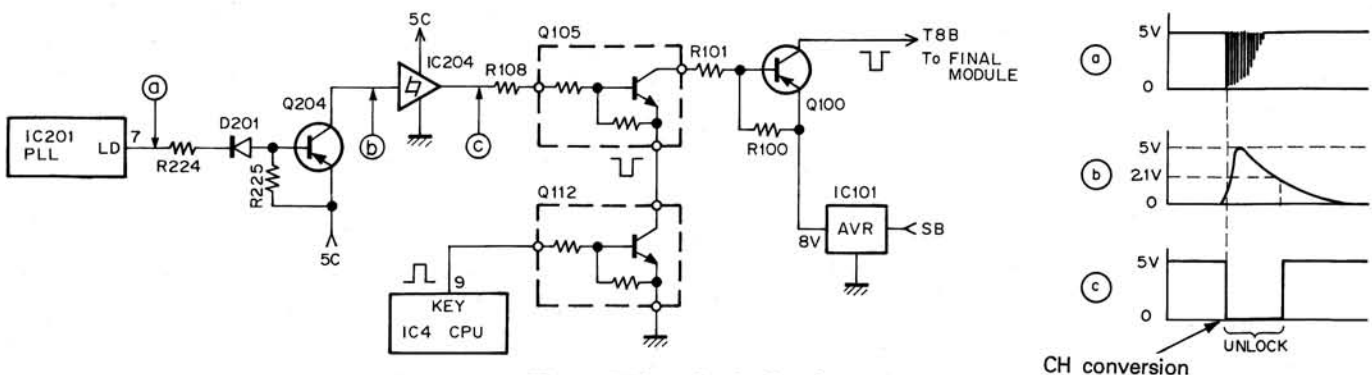 5C
IC204
Q105
R108
R101
T8B
To FINAL
MODULE
Q100
R100
a
IC201
PLL
LD
7
R224
D201
Q204
R225
5C
b
c
Q112
KEY
9
IC4 CPU
IC101
AVR
8V
SB
a
5V
0
b
5V
2.1V
0
c
5V
0
UNLOCK
CH conversion